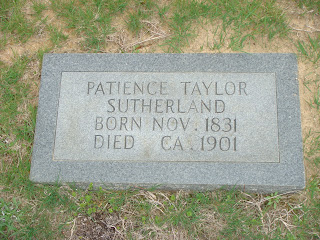 PATIENCE TAYLOR
SUTHERLAND
BORN NOV. 1831
DIED CA. 1901